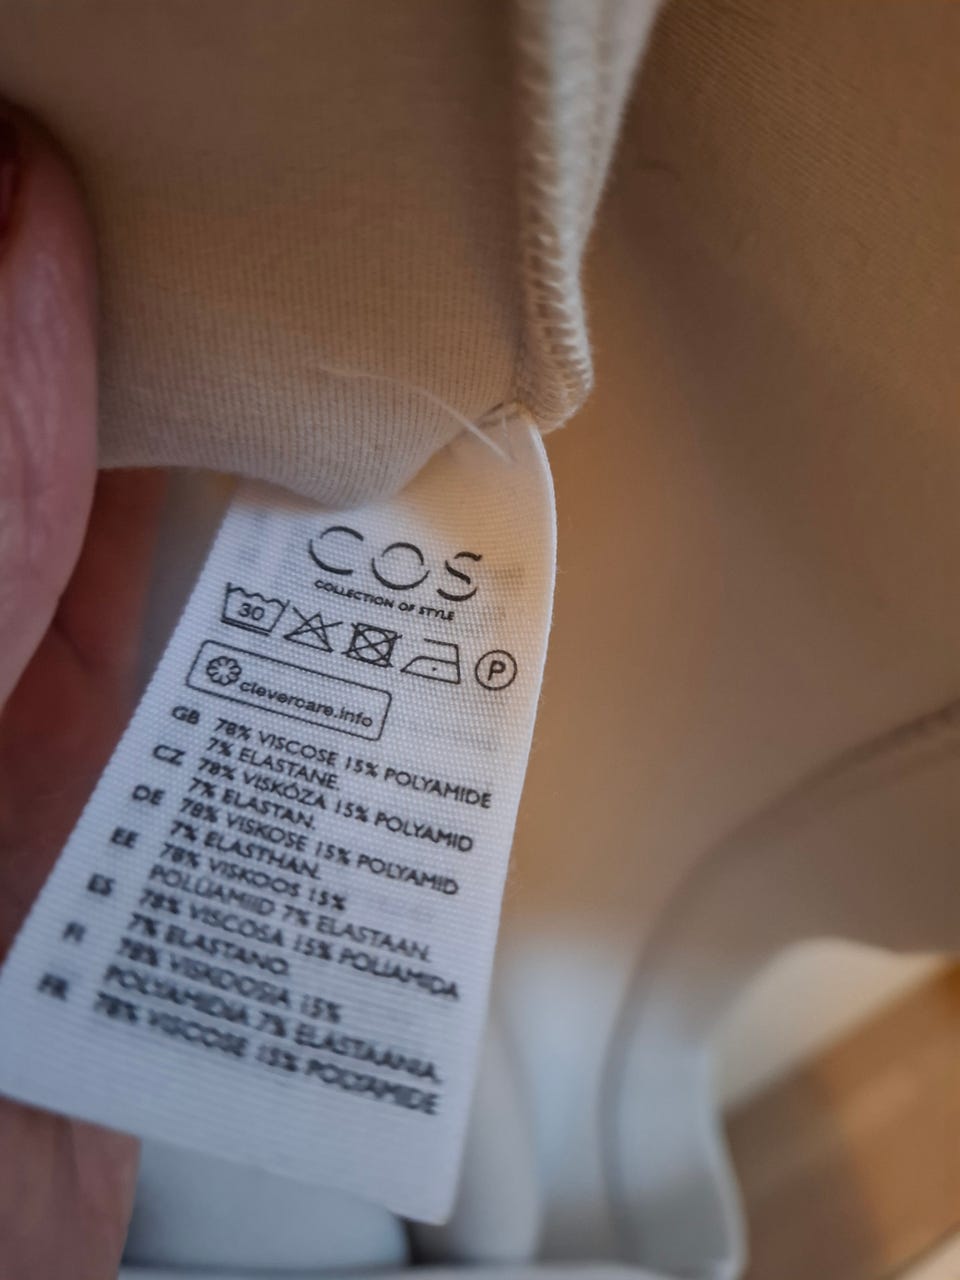 COS
COLLECTION OF STYLE
30 P
clevercare.info
GB 78% VISCOSE 15% POLYAMIDE
7% ELASTANE.
CZ 78% VISKÓZA 15% POLYAMID
7% ELASTAN.
DE 78% VISKOSE 15% POLYAMID
7% ELASTHAN.
EE 78% VISKOOS 15%
POLÜAMIID 7% ELASTAAN.
ES 78% VISCOSA 15% POLIAMIDA
7% ELASTANO.
FI 78% VISKOOSIA 15%
POLYAMIDIA 7% ELASTAANIA.
FR 78% VISCOSE 15% POLYAMIDE